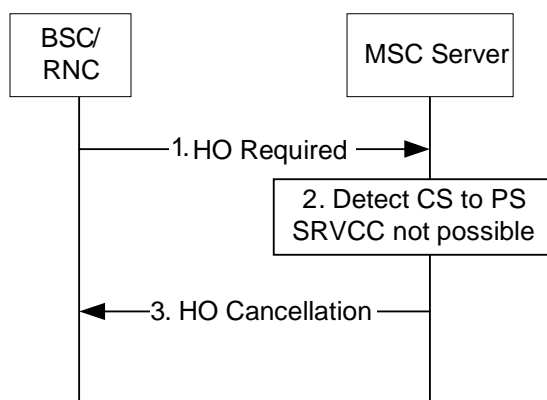 BSC/
RNC
MSC Server
1. HO Required
2. Detect CS to PS
SRVCC not possible
3. HO Cancellation